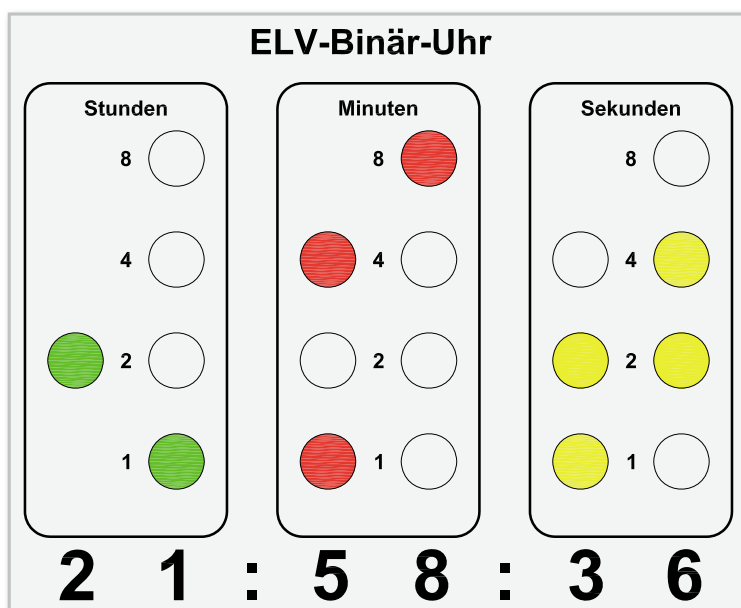 ELV-Binär-Uhr
Stunden Minuten Sekunden
8 8 8
4 4 4
2 2 2
1 1 1
2 1 : 5 8 : 3 6